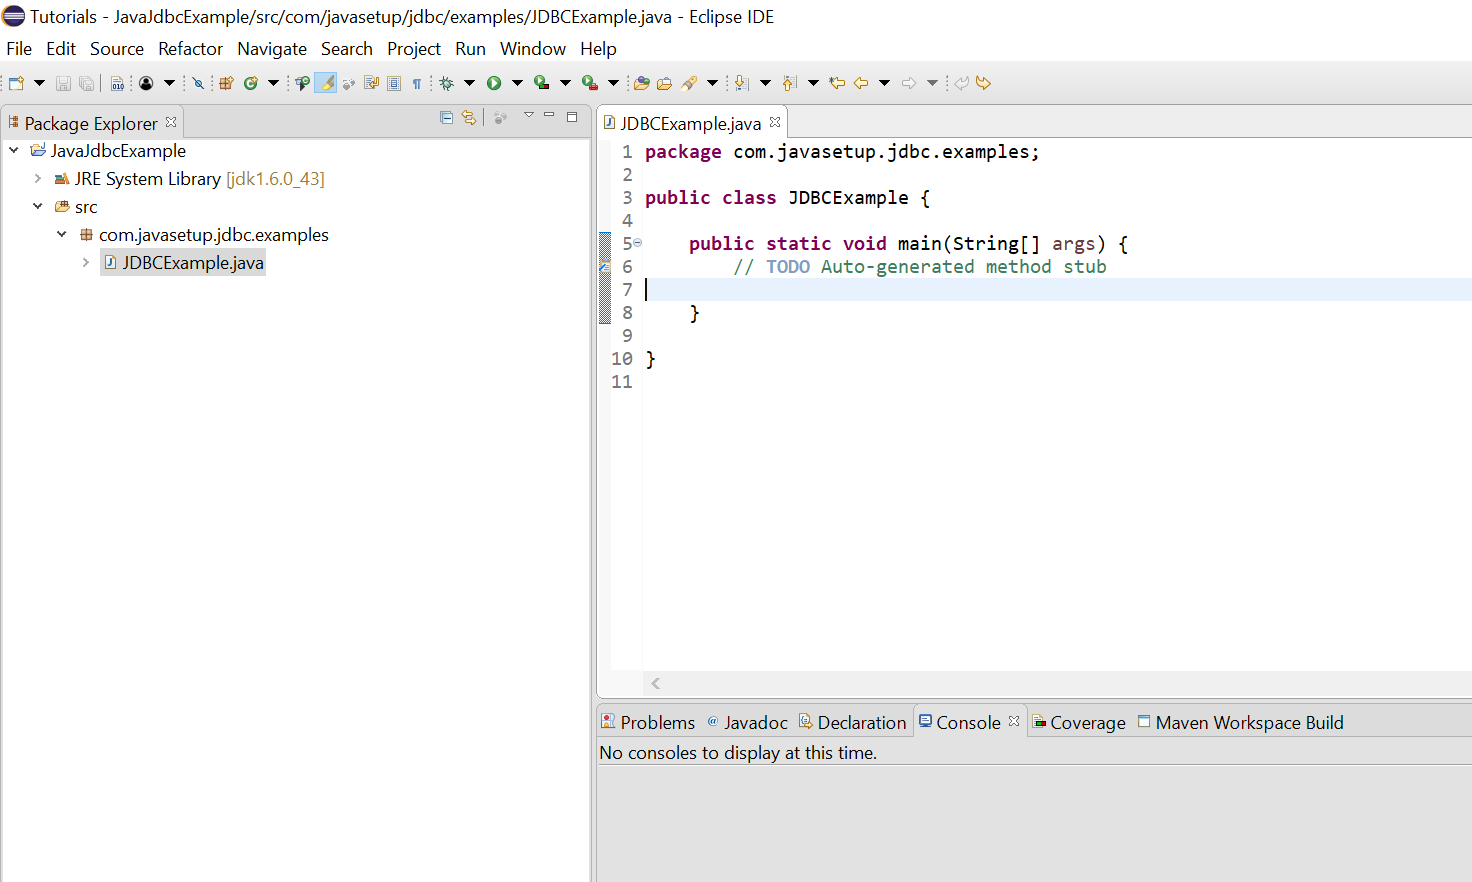 Tutorials - JavaJdbcExample/src/com/javasetup/jdbc/examples/JDBCExample.java - Eclipse IDE
File Edit Source Refactor Navigate Search Project Run Window Help
010
Package Explorer
JavaJdbcExample
JRE System Library [jdk1.6.0_43]
src
com.javasetup.jdbc.examples
JDBCExample.java
JDBCExample.java
1 package com.javasetup.jdbc.examples;
2
3 public class JDBCExample {
4
5 public static void main(String[] args) {
6 // TODO Auto-generated method stub
7
8 }
9
10 }
11
Problems @ Javadoc Declaration Console Coverage Maven Workspace Build
No consoles to display at this time.